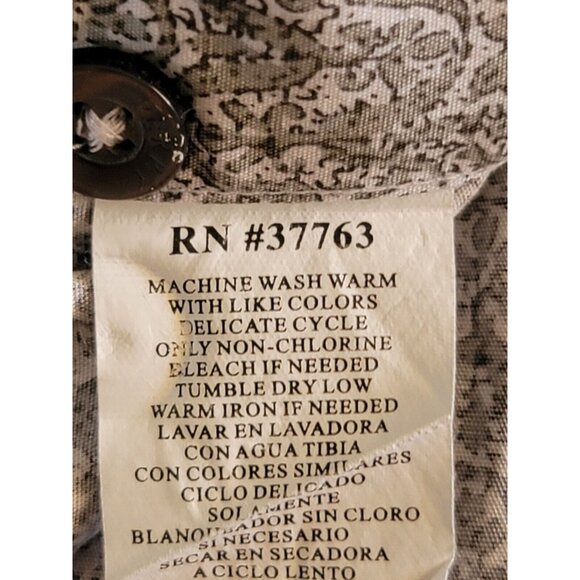 RN #37763
MACHINE WASH WARM
WITH LIKE COLORS
DELICATE CYCLE
ONLY NON-CHLORINE
BLEACH IF NEEDED
TUMBLE DRY LOW
WARM IRON IF NEEDED
LAVAR EN LAVADORA
CON AGUA TIBIA
CON COLORES SIMILARES
CICLO DELICADO
SOLAMENTE
BLANQUEADOR SIN CLORO
SI NECESARIO
SECAR EN SECADORA
A CICLO LENTO